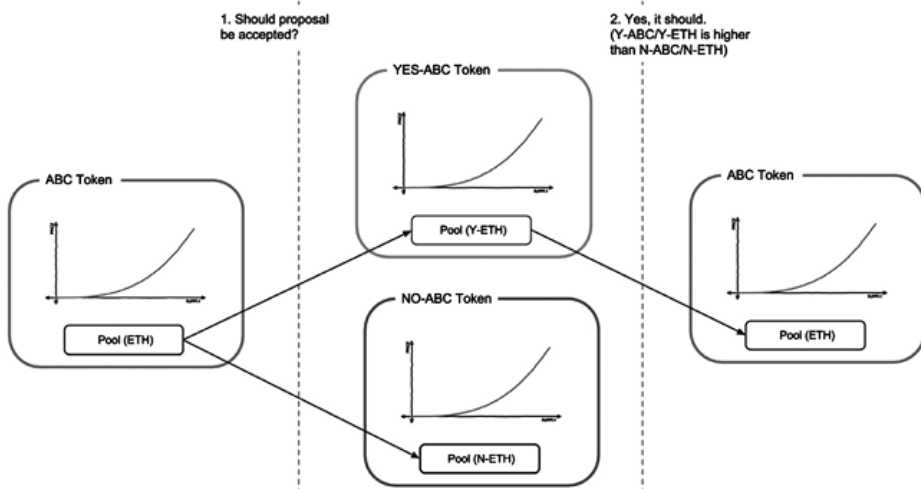 1. Should proposal
be accepted?
2. Yes, it should.
(Y-ABC/Y-ETH is higher
than N-ABC/N-ETH)
YES-ABC Token
Pool (Y-ETH)
ABC Token
Pool (ETH)
NO-ABC Token
Pool (N-ETH)
ABC Token
Pool (ETH)